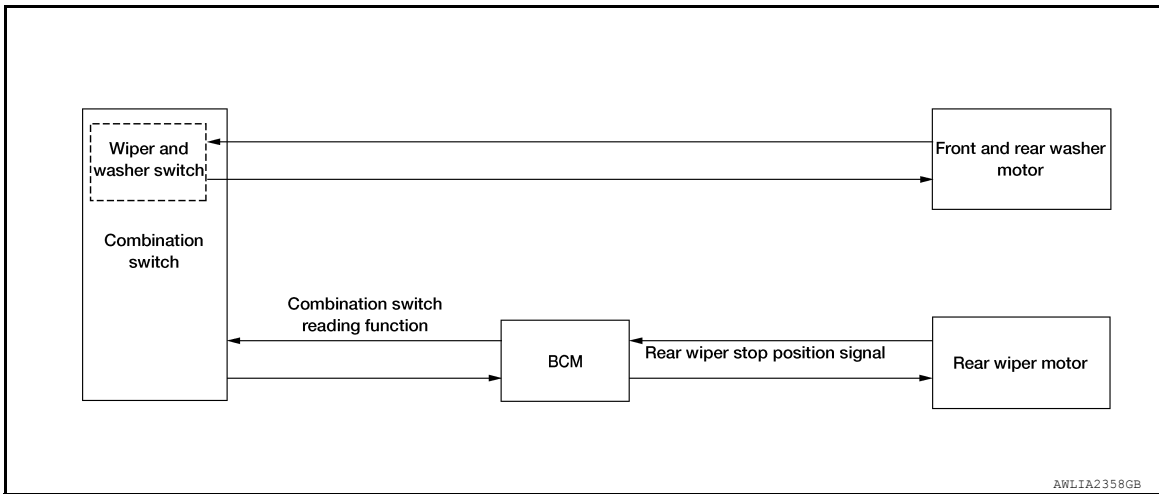 Wiper and
washer switch
Combination
switch
Front and rear washer
motor
Combination switch
reading function
BCM
Rear wiper stop position signal
Rear wiper motor
AWLIA2358GB